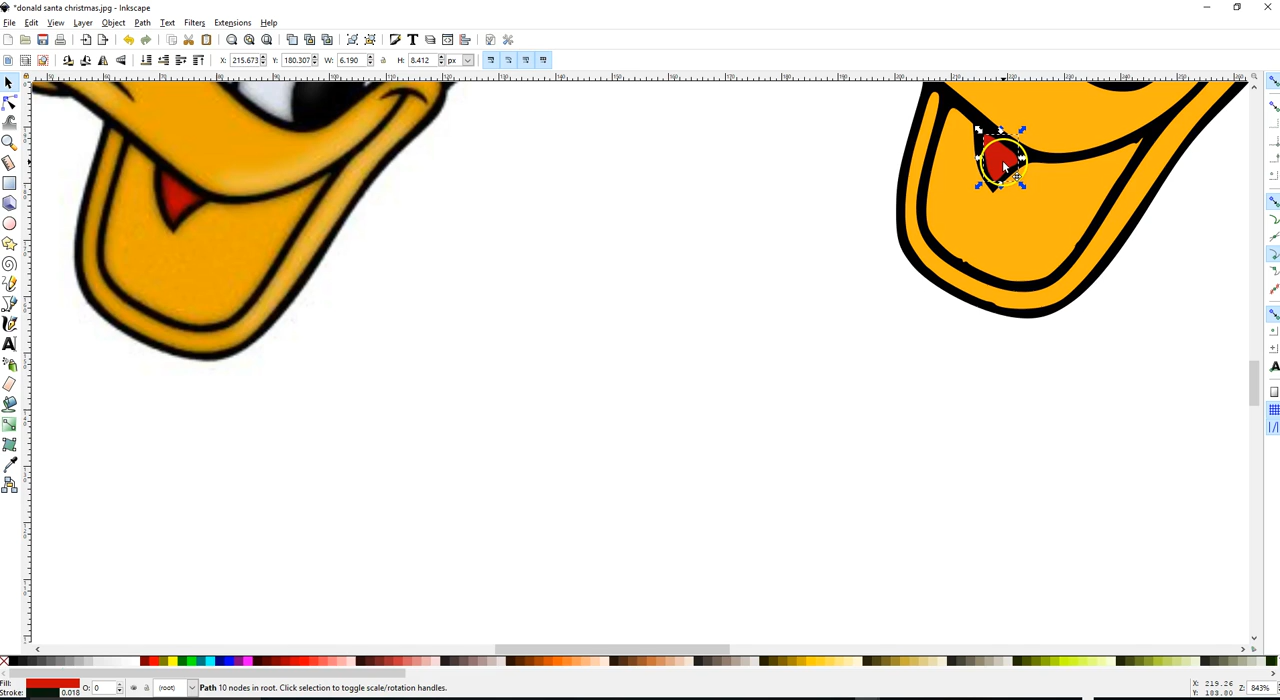 *donald santa christmas.jpg - Inkscape
File Edit View Layer Object Path Text Filters Extensions Help
X: 215.673 Y: 180.307 W: 6.190 H: 8.412 px
Fill:
Stroke: 0.018 O: 0 (root) Path 10 nodes in root. Click selection to toggle scale/rotation handles.
X: 219.26
Y: 183.80
Z: 843%